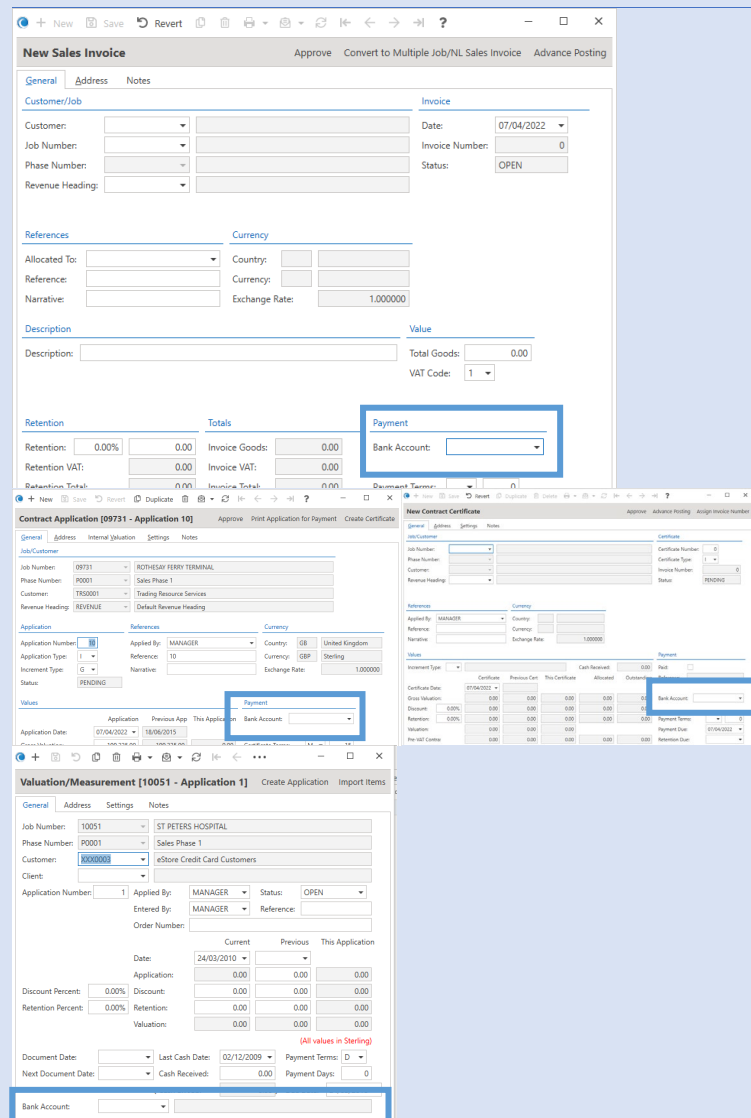 + New Save Revert ?
New Sales Invoice Approve Convert to Multiple Job/NL Sales Invoice Advance Posting
General Address Notes
Customer/Job Invoice
Customer: Date: 07/04/2022
Job Number: Invoice Number: 0
Phase Number: Status: OPEN
Revenue Heading:
References Currency
Allocated To: Country:
Reference: Currency:
Narrative: Exchange Rate: 1.000000
Description Value
Description: Total Goods: 0.00
VAT Code: 1
Retention Totals Payment
Retention: 0.00% 0.00 Invoice Goods: 0.00 Bank Account:
Retention VAT: 0.00 Invoice VAT: 0.00
Retention Total: 0.00 Invoice Total: 0.00 Payment Terms: 0
+ New Save Revert Duplicate ?
Contract Application [09731 - Application 10] Approve Print Application for Payment Create Certificate
General Address Internal Valuation Settings Notes
Job/Customer
Job Number: 09731 ROTHESAY FERRY TERMINAL
Phase Number: P0001 Sales Phase 1
Customer: TRS0001 Trading Resource Services
Revenue Heading: REVENUE Default Revenue Heading
Application References Currency
Application Number: 10 Applied By: MANAGER Country: GB United Kingdom
Application Type: I Reference: 10 Currency: GBP Sterling
Increment Type: G Narrative: Exchange Rate: 1.000000
Status: PENDING
Values Payment
Application Previous App This Application Bank Account:
Application Date: 07/04/2022 18/06/2015
+ New Save Revert Duplicate Delete ?
New Contract Certificate Approve Advance Posting Assign Invoice Number
General Address Settings Notes
Job/Customer Certificate
Job Number: Certificate Number: 0
Phase Number: Certificate Type: I
Customer: Invoice Number: 0
Revenue Heading: Status: PENDING
References Currency
Applied By: MANAGER Country:
Reference: Currency:
Narrative: Exchange Rate: 1.000000
Values Payment
Increment Type: Cash Received: 0.00 Paid:
Certificate Previous Cert This Certificate Allocated Outstanding
Certificate Date: 07/04/2022
Gross Valuation: 0.00 0.00 0.00 0.00 0.00 Bank Account:
Discount: 0.00% 0.00 0.00 0.00 0.00 0.00
Retention: 0.00% 0.00 0.00 0.00 0.00 0.00 Payment Terms: 0
Valuation: 0.00 0.00 0.00 Payment Due: 07/04/2022
Pre-VAT Contra: 0.00 0.00 0.00 0.00 0.00 Retention Due:
+ ?
Valuation/Measurement [10051 - Application 1] Create Application Import Items
General Address Settings Notes
Job Number: 10051 ST PETERS HOSPITAL
Phase Number: P0001 Sales Phase 1
Customer: XXX0003 eStore Credit Card Customers
Client:
Application Number: 1 Applied By: MANAGER Status: OPEN
Entered By: MANAGER Reference:
Order Number:
Current Previous This Application
Date: 24/03/2010
Application: 0.00 0.00 0.00
Discount Percent: 0.00% Discount: 0.00 0.00 0.00
Retention Percent: 0.00% Retention: 0.00 0.00 0.00
Valuation: 0.00 0.00 0.00
(All values in Sterling)
Document Date: Last Cash Date: 02/12/2009 Payment Terms: D
Next Document Date: Cash Received: 0.00 Payment Days: 0
Bank Account: